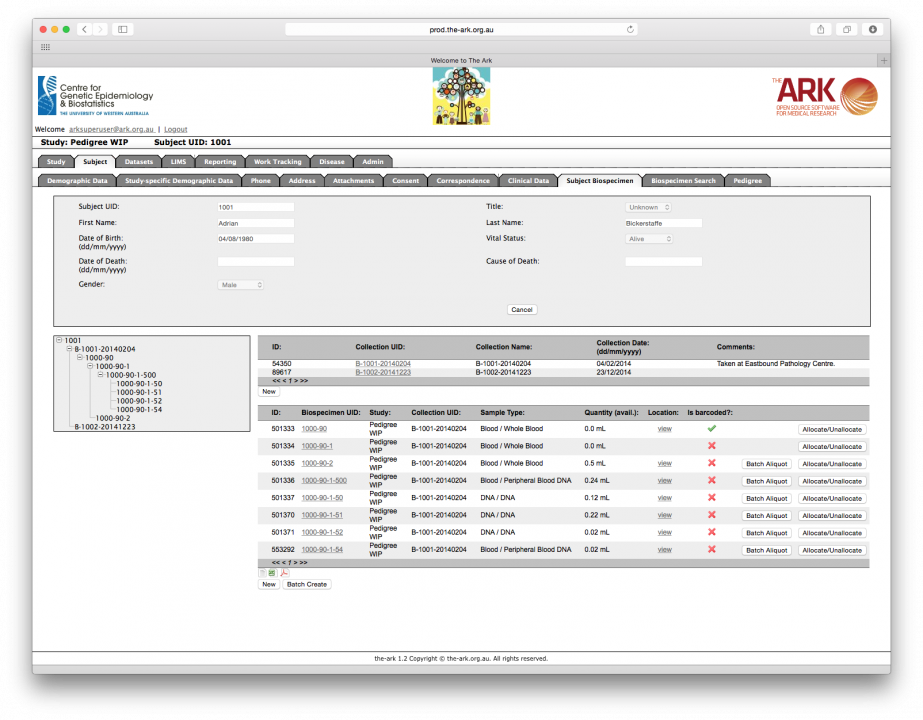 prod.the-ark.org.au
Welcome to The Ark
Centre for
Genetic Epidemiology
& Biostatistics
THE UNIVERSITY OF WESTERN AUSTRALIA
THE ARK
OPEN SOURCE SOFTWARE
FOR MEDICAL RESEARCH
Welcome arksuperuser@ark.org.au | Logout
Study: Pedigree WIP Subject UID: 1001
Study Subject Datasets LIMS Reporting Work Tracking Disease Admin
Demographic Data Study-specific Demographic Data Phone Address Attachments Consent Correspondence Clinical Data Subject Biospecimen Biospecimen Search Pedigree
Subject UID: 1001 Title: Unknown
First Name: Adrian Last Name: Bickerstaffe
Date of Birth: 04/08/1980 Vital Status: Alive
(dd/mm/yyyy)
Date of Death: Cause of Death:
(dd/mm/yyyy)
Gender: Male
Cancel
1001
B-1001-20140204
1000-90
1000-90-1
1000-90-1-500
1000-90-1-50
1000-90-1-51
1000-90-1-52
1000-90-1-54
1000-90-2
B-1002-20141223
ID: Collection UID: Collection Name: Collection Date: (dd/mm/yyyy) Comments:
54350 B-1001-20140204 B-1001-20140204 04/02/2014 Taken at Eastbound Pathology Centre.
89617 B-1002-20141223 B-1002-20141223 23/12/2014
<< < 1 > >>
New
ID: Biospecimen UID: Study: Collection UID: Sample Type: Quantity (avail.): Location: Is barcoded?:
501333 1000-90 Pedigree WIP B-1001-20140204 Blood / Whole Blood 0.0 mL view Allocate/Unallocate
501334 1000-90-1 Pedigree WIP B-1001-20140204 Blood / Whole Blood 0.0 mL Allocate/Unallocate
501335 1000-90-2 Pedigree WIP B-1001-20140204 Blood / Whole Blood 0.5 mL view Batch Aliquot Allocate/Unallocate
501336 1000-90-1-500 Pedigree WIP B-1001-20140204 Blood / Peripheral Blood DNA 0.24 mL view Batch Aliquot Allocate/Unallocate
501337 1000-90-1-50 Pedigree WIP B-1001-20140204 DNA / DNA 0.12 mL view Batch Aliquot Allocate/Unallocate
501370 1000-90-1-51 Pedigree WIP B-1001-20140204 DNA / DNA 0.22 mL view Batch Aliquot Allocate/Unallocate
501371 1000-90-1-52 Pedigree WIP B-1001-20140204 DNA / DNA 0.02 mL view Batch Aliquot Allocate/Unallocate
553292 1000-90-1-54 Pedigree WIP B-1001-20140204 Blood / Peripheral Blood DNA 0.02 mL view Batch Aliquot Allocate/Unallocate
<< < 1 > >>
New Batch Create
the-ark 1.2 Copyright © the-ark.org.au. All rights reserved.